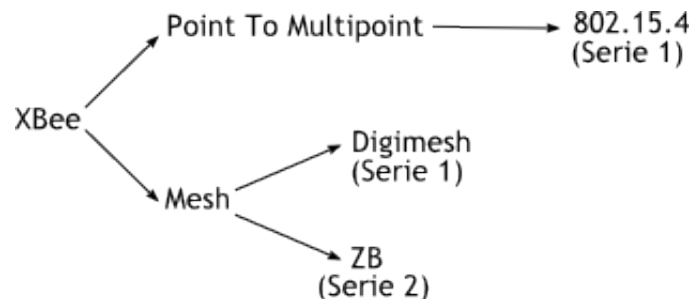 Point To Multipoint
802.15.4
(Serie 1)
XBee
Digimesh
(Serie 1)
Mesh
ZB
(Serie 2)